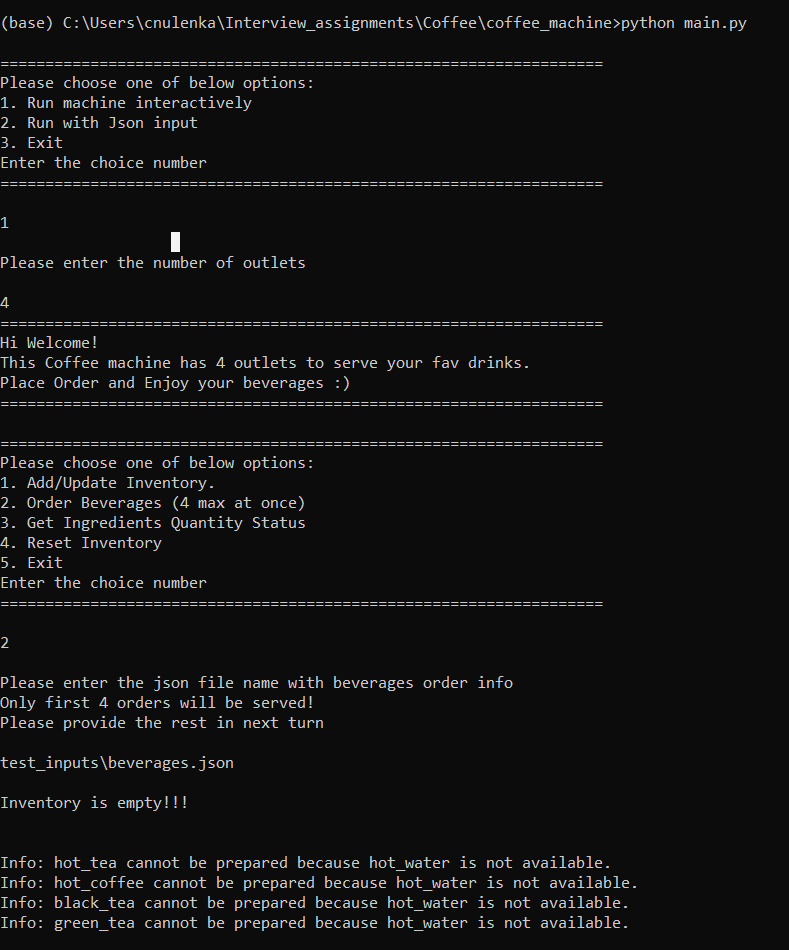 (base) C:\Users\cnulenka\Interview_assignments\Coffee\coffee_machine>python main.py
===================================================================
Please choose one of below options:
1. Run machine interactively
2. Run with Json input
3. Exit
Enter the choice number
===================================================================
1
Please enter the number of outlets
4
===================================================================
Hi Welcome!
This Coffee machine has 4 outlets to serve your fav drinks.
Place Order and Enjoy your beverages :)
===================================================================
===================================================================
Please choose one of below options:
1. Add/Update Inventory.
2. Order Beverages (4 max at once)
3. Get Ingredients Quantity Status
4. Reset Inventory
5. Exit
Enter the choice number
===================================================================
2
Please enter the json file name with beverages order info
Only first 4 orders will be served!
Please provide the rest in next turn
test_inputs\beverages.json
Inventory is empty!!!
Info: hot_tea cannot be prepared because hot_water is not available.
Info: hot_coffee cannot be prepared because hot_water is not available.
Info: black_tea cannot be prepared because hot_water is not available.
Info: green_tea cannot be prepared because hot_water is not available.